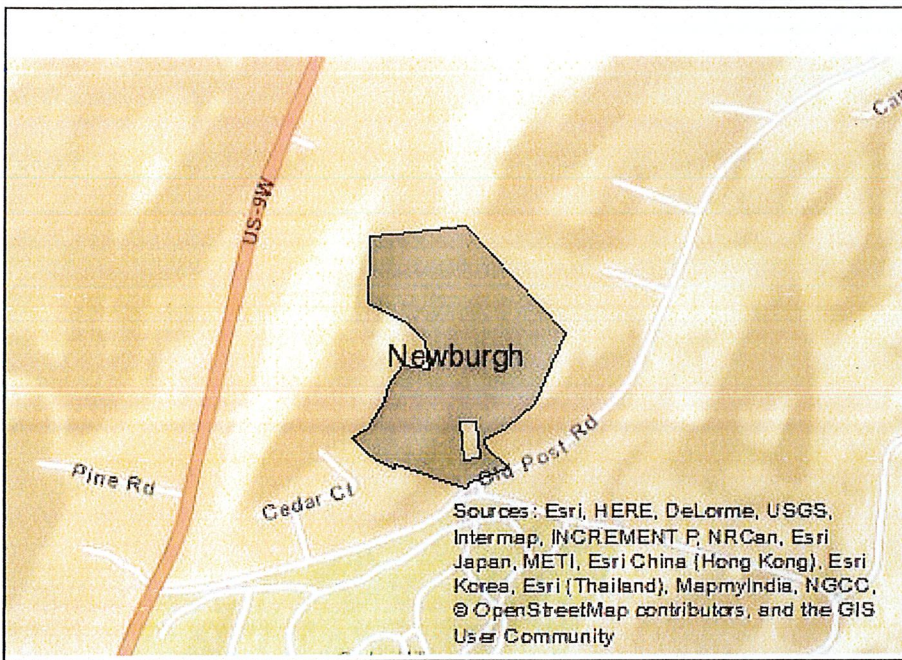 US-9W
Newburgh
Old Post Rd
Pine Rd
Cedar Ct
Sources: Esri, HERE, DeLorme, USGS,
Intermap, INCREMENT P, NRCan, Esri
Japan, METI, Esri China (Hong Kong), Esri
Korea, Esri (Thailand), MapmyIndia, NGCC,
© OpenStreetMap contributors, and the GIS
User Community